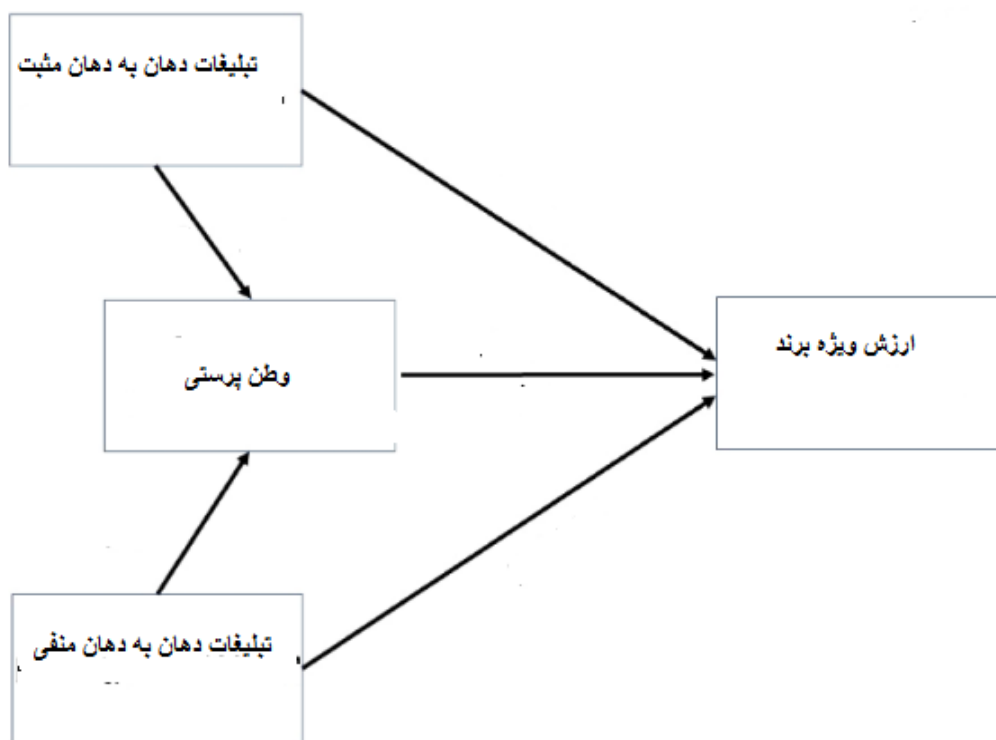 تبلیغات دهان به دهان مثبت
وطن پرستی
ارزش ویژه برند
تبلیغات دهان به دهان منفی